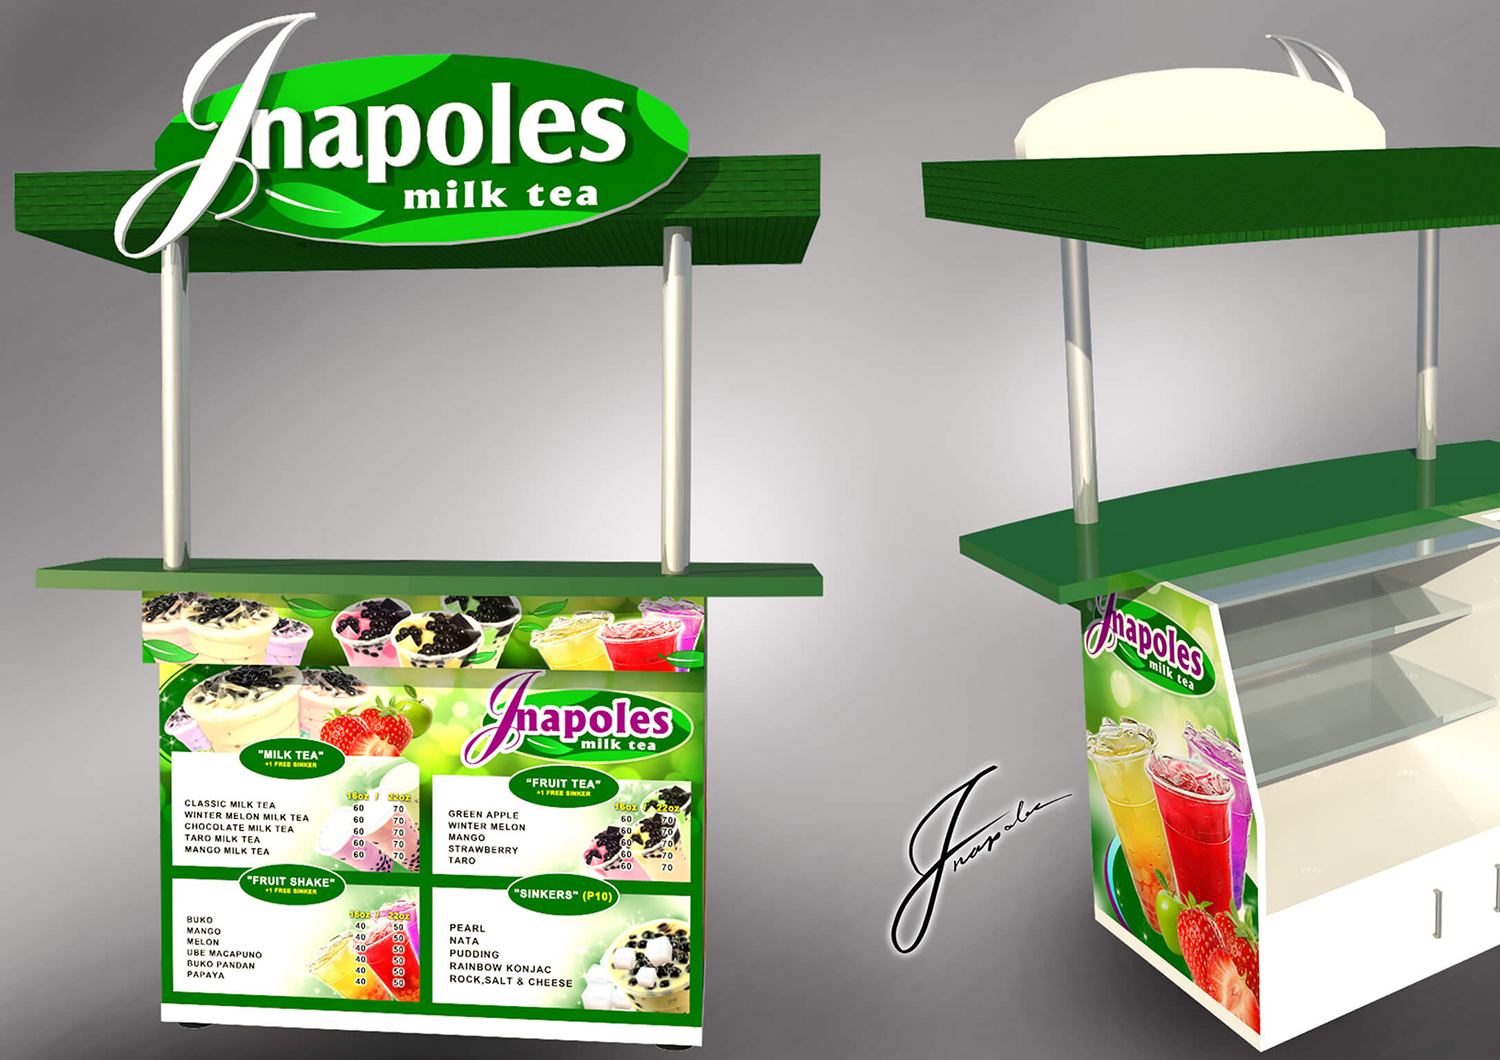 Jnapoles
milk tea
Jnapoles
milk tea
"MILK TEA"
+1 FREE SINKER
16oz / 22oz
CLASSIC MILK TEA 60 70
WINTER MELON MILK TEA 60 70
CHOCOLATE MILK TEA 60 70
TARO MILK TEA 60 70
MANGO MILK TEA 60 70
"FRUIT TEA"
+1 FREE SINKER
16oz / 22oz
GREEN APPLE 60 70
WINTER MELON 60 70
MANGO 60 70
STRAWBERRY 60 70
TARO 60 70
"FRUIT SHAKE"
+1 FREE SINKER
16oz / 22oz
BUKO 40 50
MANGO 40 50
MELON 40 50
UBE MACAPUNO 40 50
BUKO PANDAN 40 50
PAPAYA 40 50
"SINKERS" (P10)
PEARL
NATA
PUDDING
RAINBOW KONJAC
ROCK,SALT & CHEESE
Jnapoles
Jnapoles
milk tea